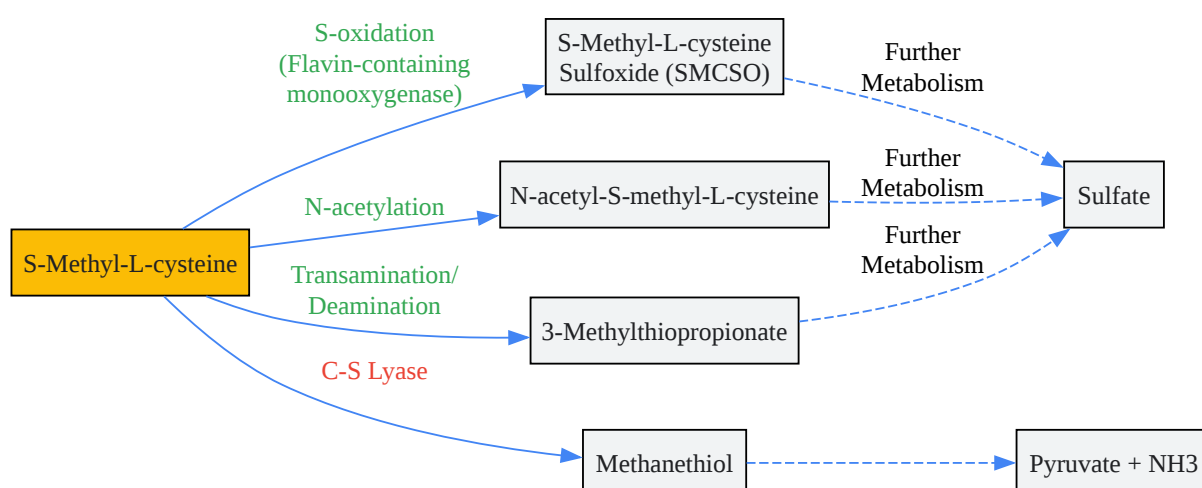 S-oxidation
(Flavin-containing
monooxygenase)
S-Methyl-L-cysteine
Sulfoxide (SMCSO)
Further
Metabolism
N-acetylation
N-acetyl-S-methyl-L-cysteine
Further
Metabolism
Sulfate
S-Methyl-L-cysteine
Transamination/
Deamination
3-Methylthiopropionate
Further
Metabolism
C-S Lyase
Methanethiol
Pyruvate + NH3